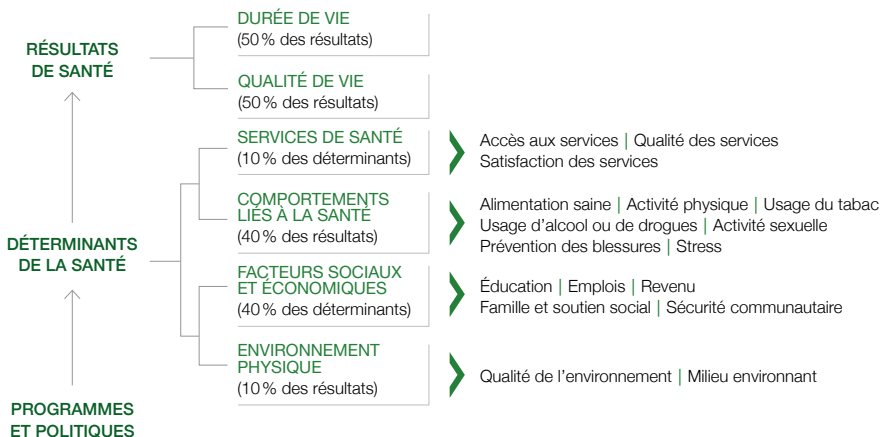 RÉSULTATS
DE SANTÉ
DURÉE DE VIE
(50 % des résultats)
QUALITÉ DE VIE
(50 % des résultats)
DÉTERMINANTS
DE LA SANTÉ
SERVICES DE SANTÉ
(10 % des déterminants)
Accès aux services | Qualité des services
Satisfaction des services
COMPORTEMENTS
LIÉS À LA SANTÉ
(40 % des résultats)
Alimentation saine | Activité physique | Usage du tabac
Usage d'alcool ou de drogues | Activité sexuelle
Prévention des blessures | Stress
FACTEURS SOCIAUX
ET ÉCONOMIQUES
(40 % des déterminants)
Éducation | Emplois | Revenu
Famille et soutien social | Sécurité communautaire
ENVIRONNEMENT
PHYSIQUE
(10 % des résultats)
Qualité de l'environnement | Milieu environnant
PROGRAMMES
ET POLITIQUES